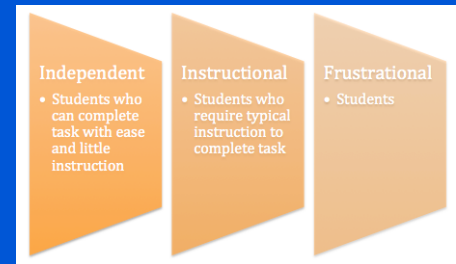 Independent
• Students who
can complete
task with ease
and little
instruction
Instructional
• Students who
require typical
instruction to
complete task
Frustrational
• Students